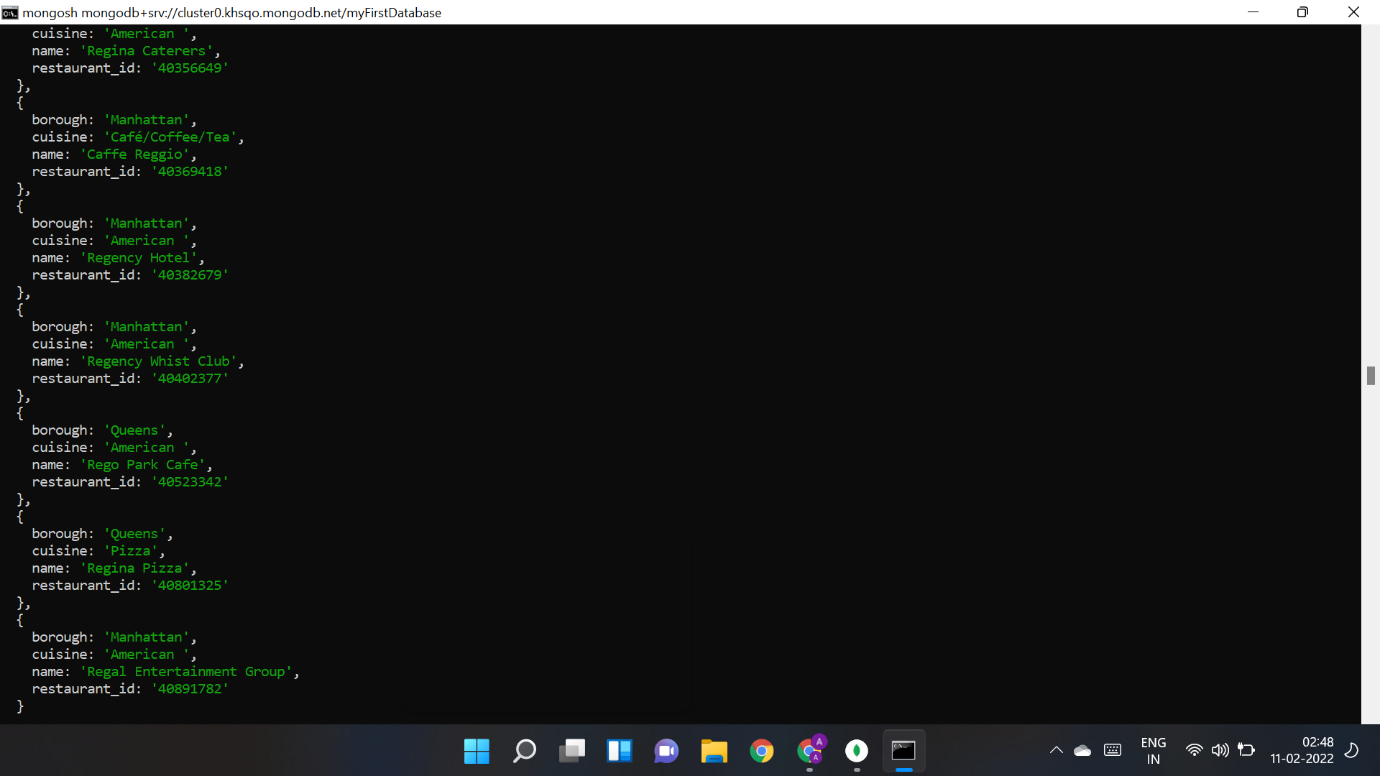 mongosh mongodb+srv://cluster0.khsqo.mongodb.net/myFirstDatabase
cuisine: 'American ',
name: 'Regina Caterers',
restaurant_id: '40356649'
},
{
borough: 'Manhattan',
cuisine: 'Café/Coffee/Tea',
name: 'Caffe Reggio',
restaurant_id: '40369418'
},
{
borough: 'Manhattan',
cuisine: 'American ',
name: 'Regency Hotel',
restaurant_id: '40382679'
},
{
borough: 'Manhattan',
cuisine: 'American ',
name: 'Regency Whist Club',
restaurant_id: '40402377'
},
{
borough: 'Queens',
cuisine: 'American ',
name: 'Rego Park Cafe',
restaurant_id: '40523342'
},
{
borough: 'Queens',
cuisine: 'Pizza',
name: 'Regina Pizza',
restaurant_id: '40801325'
},
{
borough: 'Manhattan',
cuisine: 'American ',
name: 'Regal Entertainment Group',
restaurant_id: '40891782'
}
A
A
ENG
IN
02:48
11-02-2022